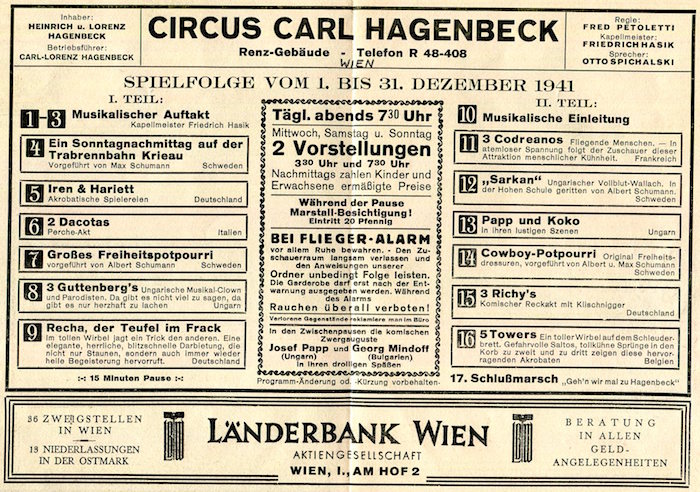 Inhaber:
HEINRICH u. LORENZ
HAGENBECK
Betriebsführer:
CARL-LORENZ HAGENBECK
CIRCUS CARL HAGENBECK
Renz-Gebäude - Telefon R 48-408
WIEN
Regie:
FRED PETOLETTI
Kapellmeister:
FRIEDRICH HASIK
Sprecher:
OTTO SPICHALSKI
SPIELFOLGE VOM 1. BIS 31. DEZEMBER 1941
I. TEIL:
1-3 Musikalischer Auftakt
Kapellmeister Friedrich Hasik
4 Ein Sonntagnachmittag auf der
Trabrennbahn Krieau
Vorgeführt von Max Schumann Schweden
5 Iren & Hariett
Akrobatische Spielereien Deutschland
6 2 Dacotas
Perche-Akt Italien
7 Großes Freiheitspotpourri
vorgeführt von Albert Schumann Schweden
8 3 Guttenberg's Ungarische Musikal-Clown
und Parodisten. Da gibt es nicht viel zu sagen, da
gibt es nur herzhaft zu lachen Ungarn
9 Recha, der Teufel im Frack
Im tollen Wirbel jagt ein Trick den anderen. Eine
elegante, herrliche, blitzschnelle Darbietung, die
nicht nur Staunen, sondern auch immer wieder
helle Begeisterung hervorruft. Deutschland
:-: 15 Minuten Pause :-:
Tägl. abends 7 30 Uhr
Mittwoch, Samstag u. Sonntag
2 Vorstellungen
3 30 Uhr und 7 30 Uhr
Nachmittags zahlen Kinder und
Erwachsene ermäßigte Preise
Während der Pause
Marstall-Besichtigung!
Eintritt 20 Pfennig
BEI FLIEGER-ALARM
vor allem Ruhe bewahren. - Den Zu-
schauerraum langsam verlassen und
den Anweisungen unserer
Ordner unbedingt Folge leisten.
Die Garderobe darf erst nach der Ent-
warnung ausgegeben werden. Während
des Alarms
Rauchen überall verboten!
Verlorene Gegenstände reklamiere man im Büro
In den Zwischenpausen die komischen
Zwergauguste
Josef Papp und Georg Mindoff
(Ungarn) (Bulgarien)
in ihren drolligen Späßen
Programm-Änderung od. -Kürzung vorbehalten.
II. TEIL:
10 Musikalische Einleitung
11 3 Codreanos Fliegende Menschen. — In
atemloser Spannung folgt der Zuschauer dieser
Attraktion menschlicher Kühnheit. Frankreich
12 „Sarkan" Ungarischer Vollblut-Wallach. In
der Hohen Schule geritten von Albert Schumann.
Schweden
13 Papp und Koko
in ihren lustigen Szenen Ungarn
14 Cowboy-Potpourri Original Freiheits-
dressuren, vorgeführt von Albert u. Max Schumann
Schweden
15 3 Richy's
Komischer Reckakt mit Klischnigger
Deutschland
16 5 Towers Ein toller Wirbel auf dem Schleuder-
brett. Gefahrvolle Saltos, tollkühne Sprünge in den
Korb zu zweit und zu dritt zeigen diese hervor-
ragenden Akrobaten Belgien
17. Schlußmarsch „Geh'n wir mal zu Hagenbeck"
36 ZWEIGSTELLEN
IN WIEN
13 NIEDERLASSUNGEN
IN DER OSTMARK
LÄNDERBANK WIEN
AKTIENGESELLSCHAFT
WIEN, I., AM HOF 2
BERATUNG
IN ALLEN
GELD-
ANGELEGENHEITEN